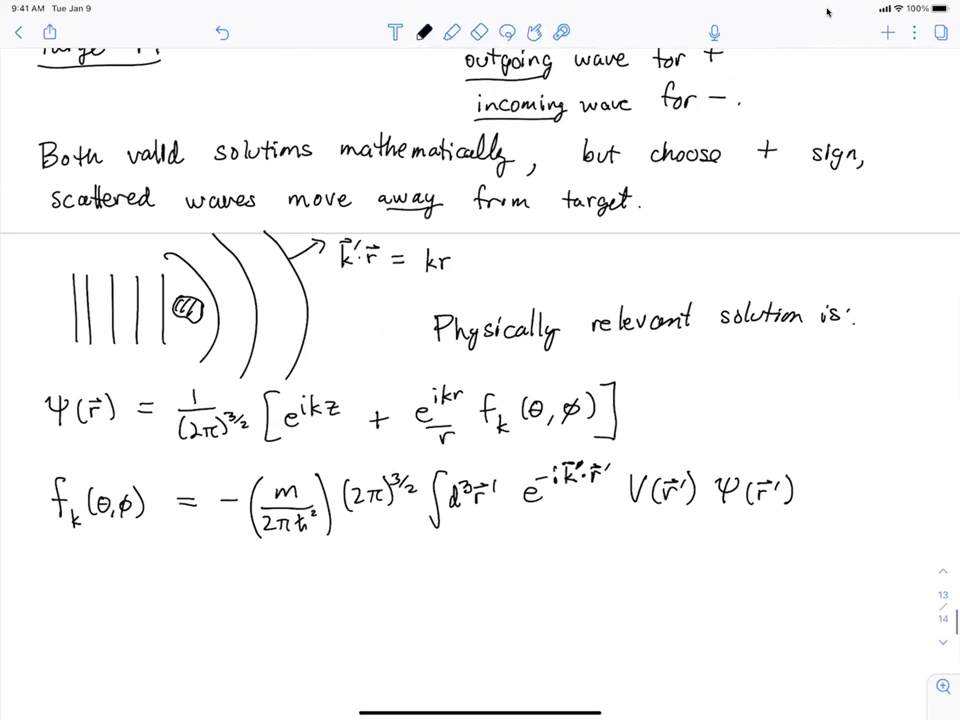 9:41 AM Tue Jan 9
100%
large r:
outgoing wave for +
incoming wave for -.
Both valid solutims mathematically, but choose + sign,
scattered waves move away from target.
k⃗'·r⃗ = kr
Physically relevant solution is:
Ψ(r⃗) = 1/(2π)^3/2 [e^ikz + e^ikr/r f_k(θ,ϕ)]
f_k(θ,ϕ) = -(m/2πħ²)(2π)^3/2 ∫d³r⃗' e^-ik⃗'·r⃗' V(r⃗') Ψ(r⃗')
13
/
14